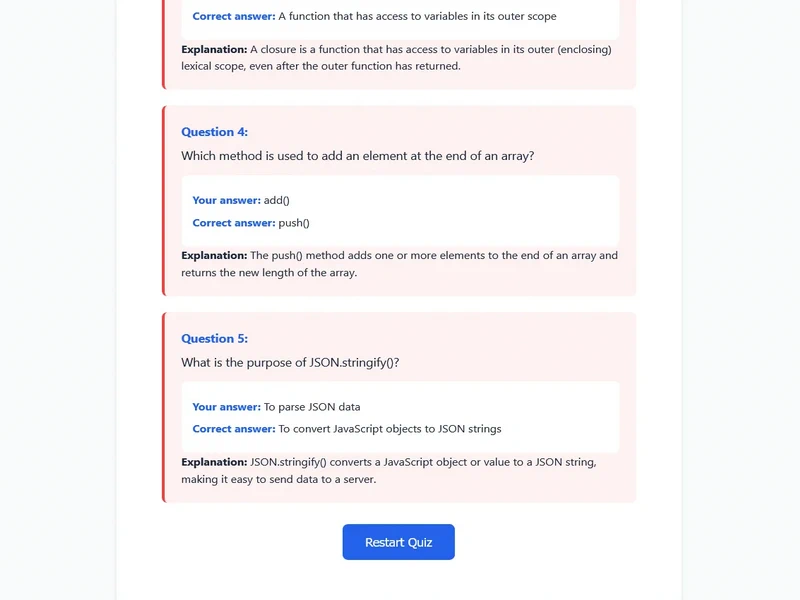 Correct answer: A function that has access to variables in its outer scope
Explanation: A closure is a function that has access to variables in its outer (enclosing)
lexical scope, even after the outer function has returned.
Question 4:
Which method is used to add an element at the end of an array?
Your answer: add()
Correct answer: push()
Explanation: The push() method adds one or more elements to the end of an array and
returns the new length of the array.
Question 5:
What is the purpose of JSON.stringify()?
Your answer: To parse JSON data
Correct answer: To convert JavaScript objects to JSON strings
Explanation: JSON.stringify() converts a JavaScript object or value to a JSON string,
making it easy to send data to a server.
Restart Quiz